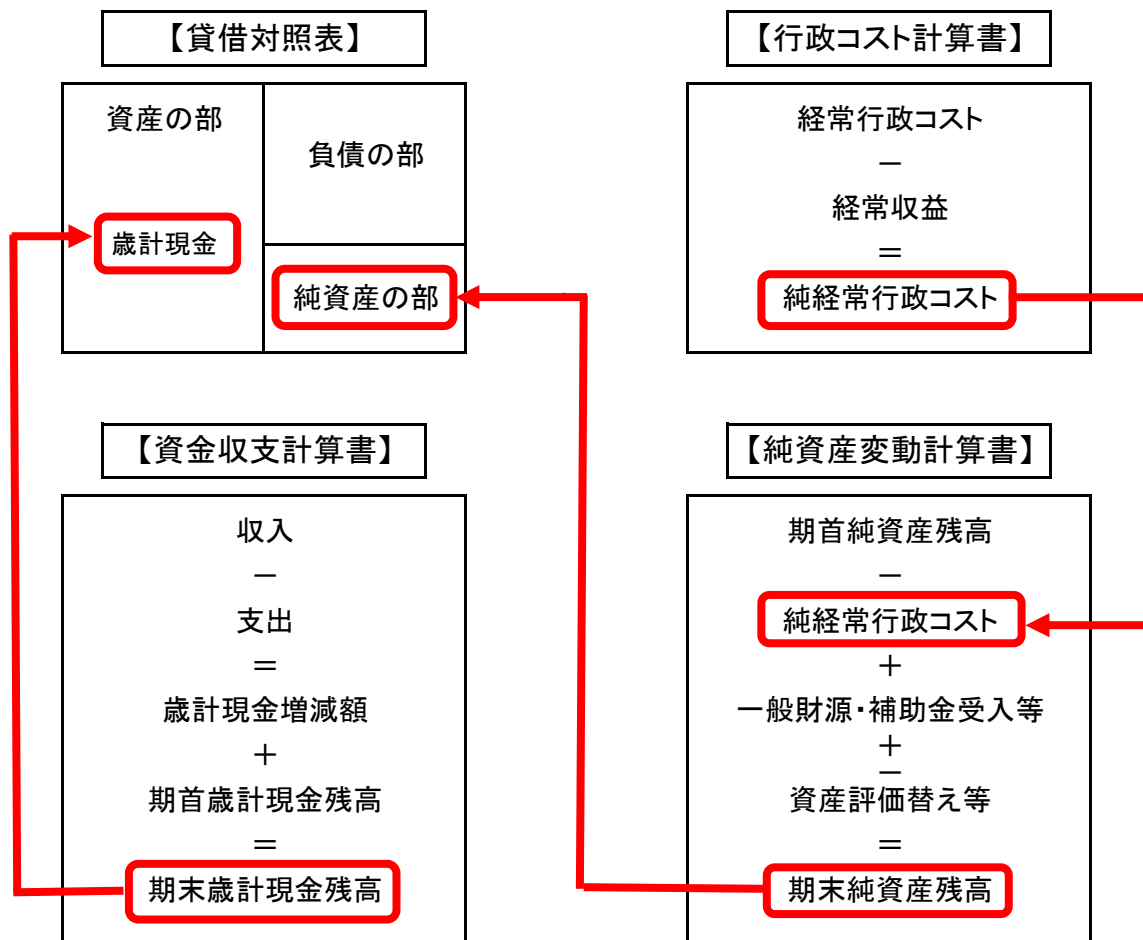 【貸借対照表】
資産の部
負債の部
歳計現金
純資産の部
【行政コスト計算書】
経常行政コスト
－
経常収益
＝
純経常行政コスト
【資金収支計算書】
収入
－
支出
＝
歳計現金増減額
＋
期首歳計現金残高
＝
期末歳計現金残高
【純資産変動計算書】
期首純資産残高
－
純経常行政コスト
＋
一般財源・補助金受入等
＋
－
資産評価替え等
＝
期末純資産残高